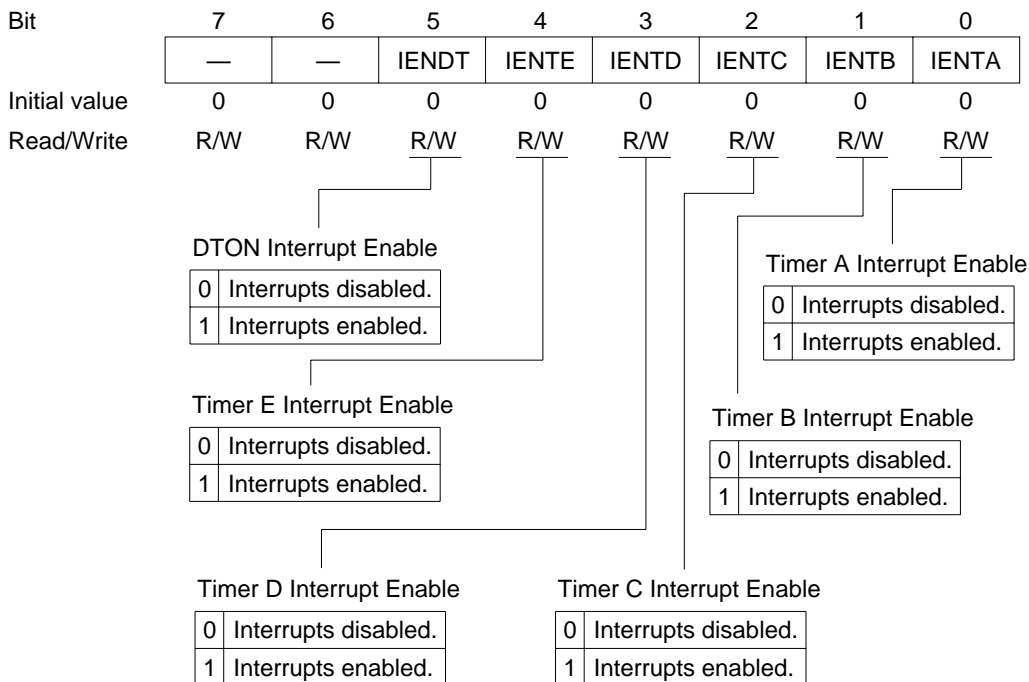 Bit 7 6 5 4 3 2 1 0
— — IENDT IENTE IENTD IENTC IENTB IENTA
Initial value 0 0 0 0 0 0 0 0
Read/Write R/W R/W R/W R/W R/W R/W R/W R/W
DTON Interrupt Enable
0 Interrupts disabled.
1 Interrupts enabled.
Timer A Interrupt Enable
0 Interrupts disabled.
1 Interrupts enabled.
Timer E Interrupt Enable
0 Interrupts disabled.
1 Interrupts enabled.
Timer B Interrupt Enable
0 Interrupts disabled.
1 Interrupts enabled.
Timer D Interrupt Enable
0 Interrupts disabled.
1 Interrupts enabled.
Timer C Interrupt Enable
0 Interrupts disabled.
1 Interrupts enabled.